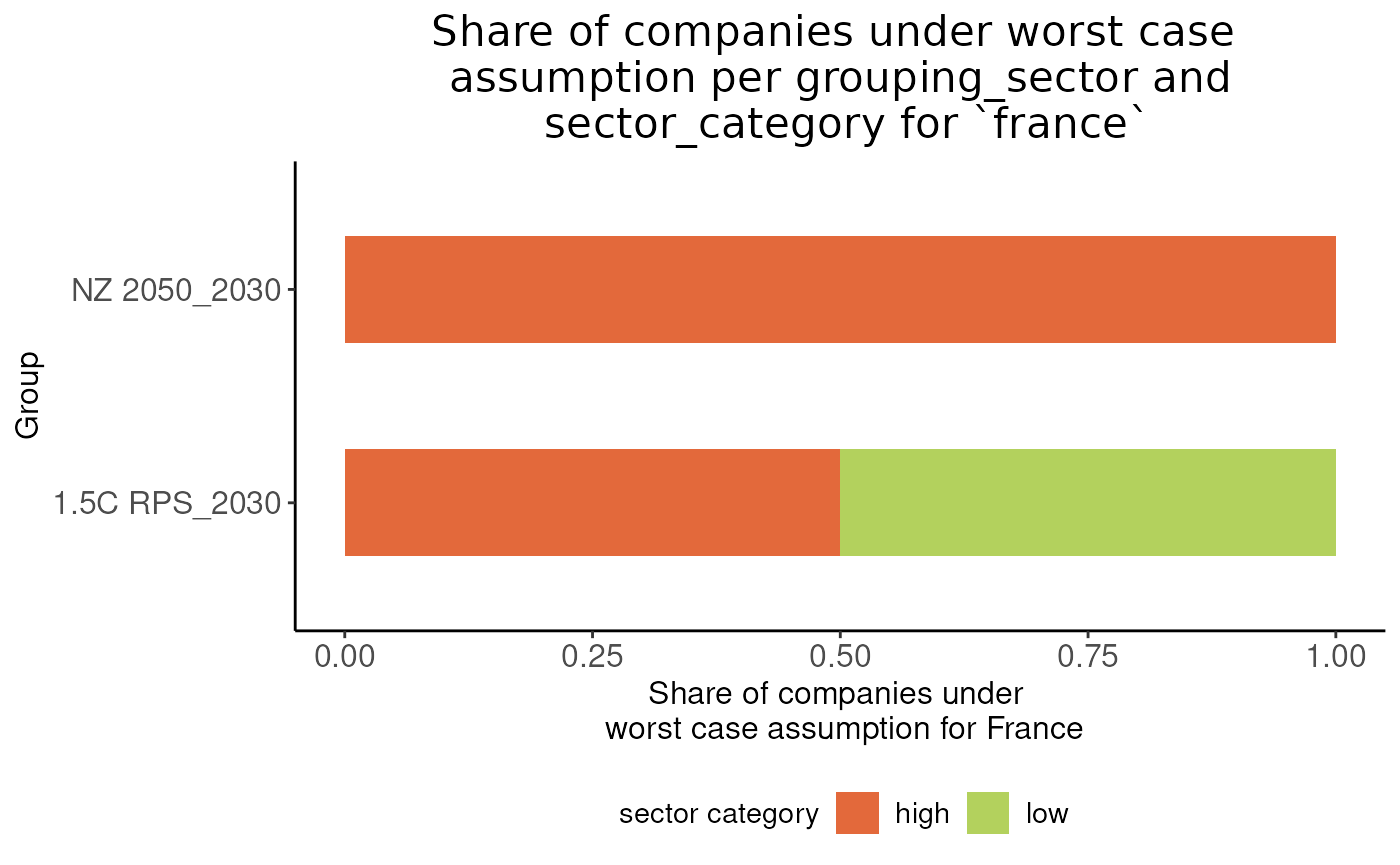 Share of companies under worst case
assumption per grouping_sector and
sector_category for `france`
NZ 2050_2030
1.5C RPS_2030
Group
0.00 0.25 0.50 0.75 1.00
Share of companies under
worst case assumption for France
sector category high low